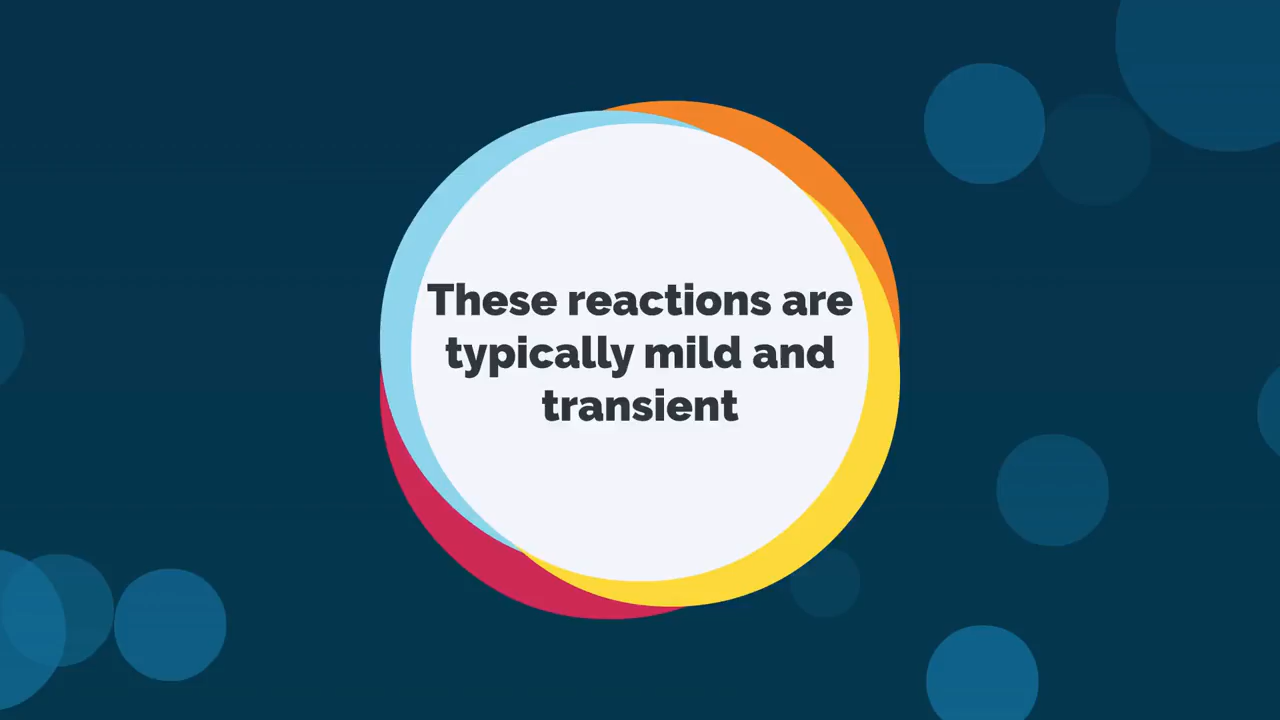 These reactions are
typically mild and
transient